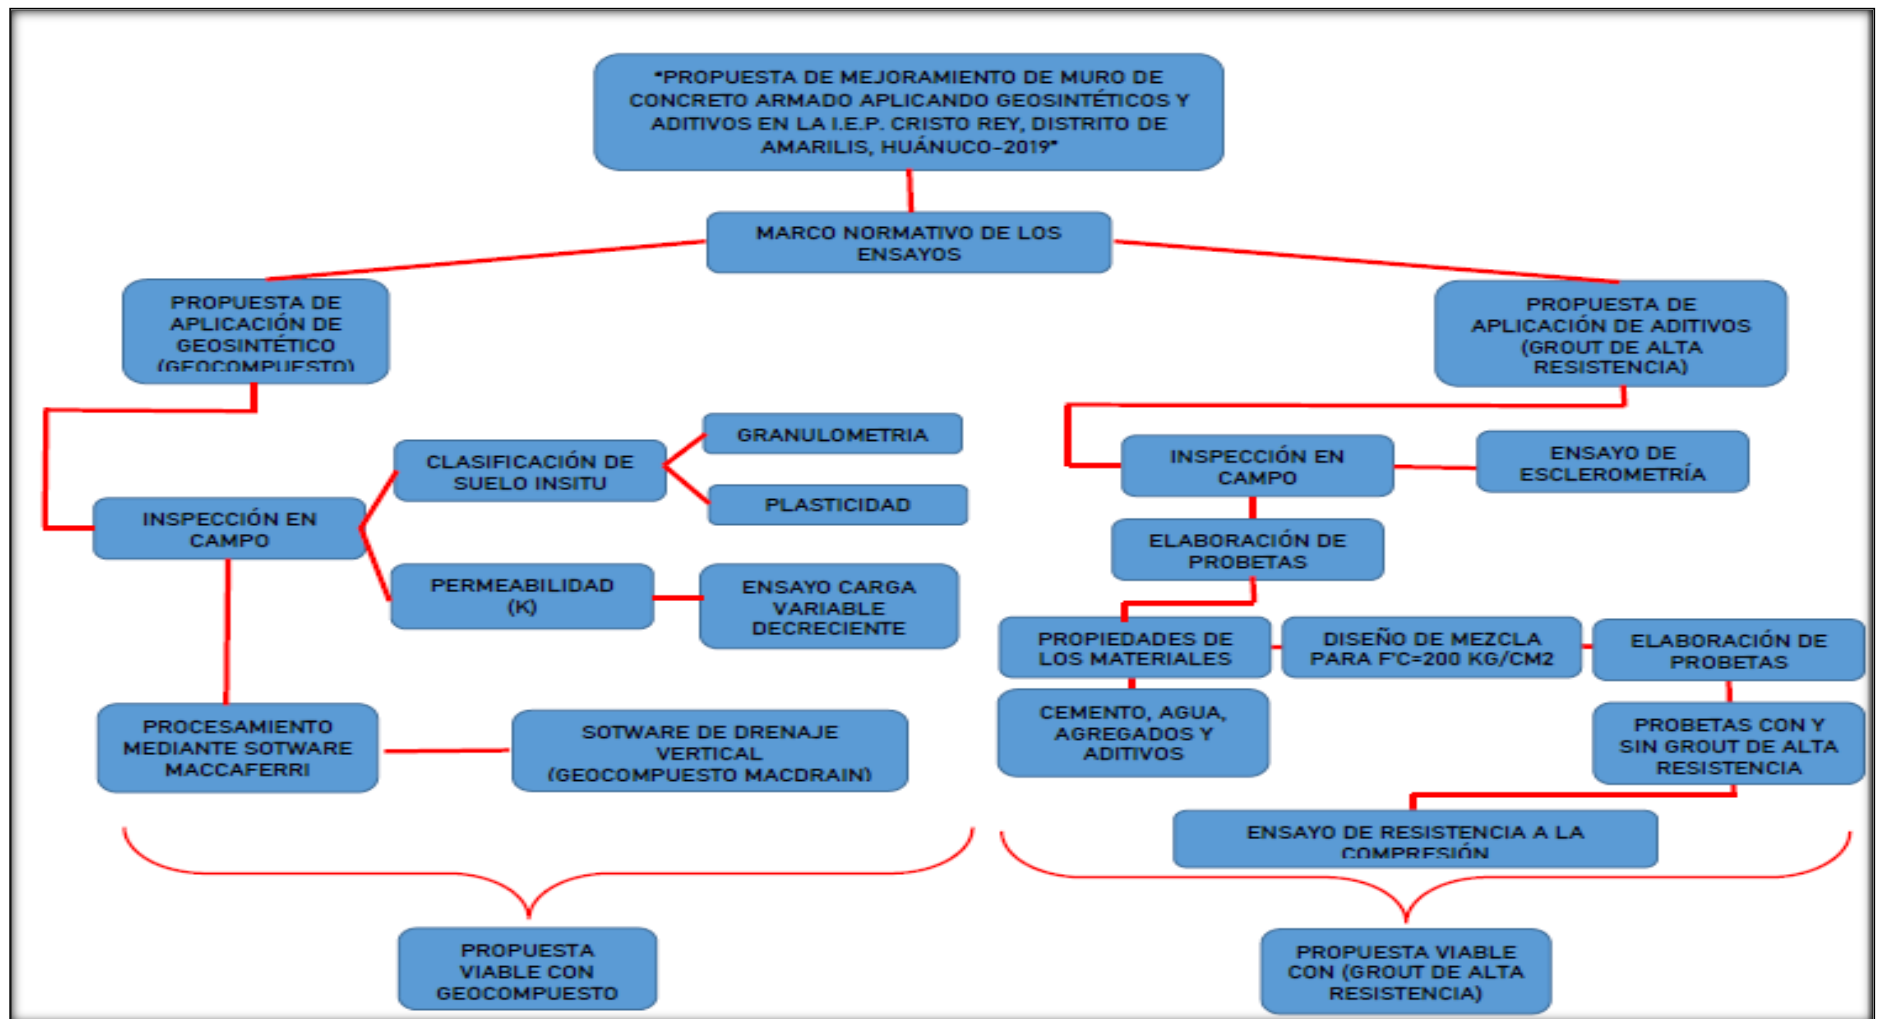 "PROPUESTA DE MEJORAMIENTO DE MURO DE
CONCRETO ARMADO APLICANDO GEOSINTÉTICOS Y
ADITIVOS EN LA I.E.P. CRISTO REY, DISTRITO DE
AMARILIS, HUÁNUCO-2019"
MARCO NORMATIVO DE LOS
ENSAYOS
PROPUESTA DE
APLICACIÓN DE
GEOSINTÉTICO
(GEOCOMPUESTO)
CLASIFICACIÓN DE
SUELO INSITU
GRANULOMETRIA
PLASTICIDAD
INSPECCIÓN EN
CAMPO
PERMEABILIDAD
(K)
ENSAYO CARGA
VARIABLE
DECRECIENTE
PROCESAMIENTO
MEDIANTE SOTWARE
MACCAFERRI
SOTWARE DE DRENAJE
VERTICAL
(GEOCOMPUESTO MACDRAIN)
PROPUESTA
VIABLE CON
GEOCOMPUESTO
PROPUESTA DE
APLICACIÓN DE ADITIVOS
(GROUT DE ALTA
RESISTENCIA)
INSPECCIÓN EN
CAMPO
ENSAYO DE
ESCLEROMETRÍA
ELABORACIÓN DE
PROBETAS
PROPIEDADES DE
LOS MATERIALES
DISEÑO DE MEZCLA
PARA F'C=200 KG/CM2
ELABORACIÓN DE
PROBETAS
CEMENTO, AGUA,
AGREGADOS Y
ADITIVOS
PROBETAS CON Y
SIN GROUT DE ALTA
RESISTENCIA
ENSAYO DE RESISTENCIA A LA
COMPRESIÓN
PROPUESTA VIABLE
CON (GROUT DE ALTA
RESISTENCIA)